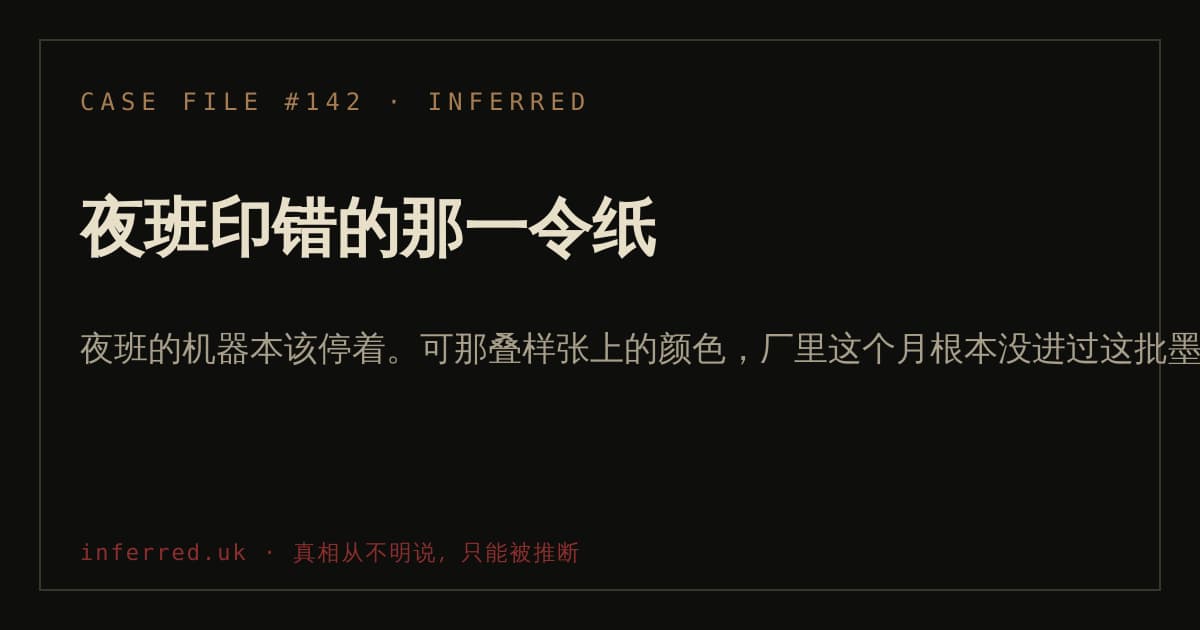 CASE FILE #142 · INFERRED
夜班印错的那一令纸
夜班的机器本该停着。可那叠样张上的颜色，厂里这个月根本没进过这批墨
inferred.uk · 真相从不明说，只能被推断